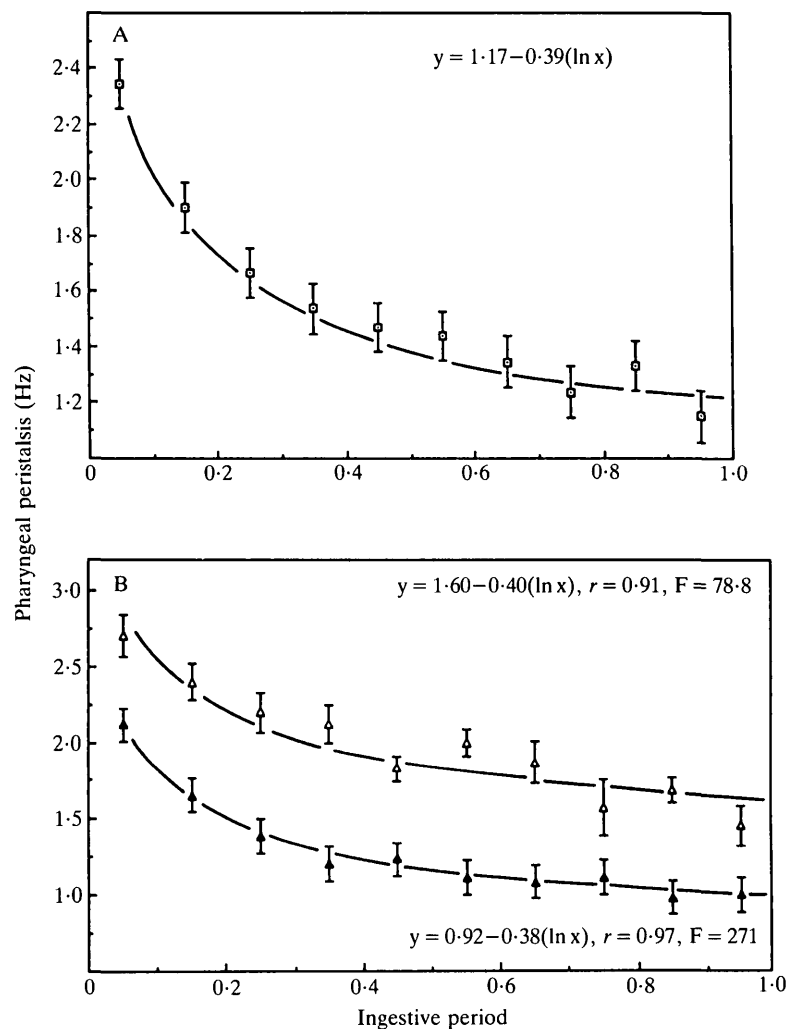 A
y = 1·17−0·39(ln x)
2·4
2·2
2·0
1·8
1·6
1·4
1·2
0 0·2 0·4 0·6 0·8 1·0
Pharyngeal peristalsis (Hz)
B
y = 1·60−0·40(ln x), r = 0·91, F = 78·8
3·0
2·5
2·0
1·5
1·0
y = 0·92−0·38(ln x), r = 0·97, F = 271
0 0·2 0·4 0·6 0·8 1·0
Ingestive period